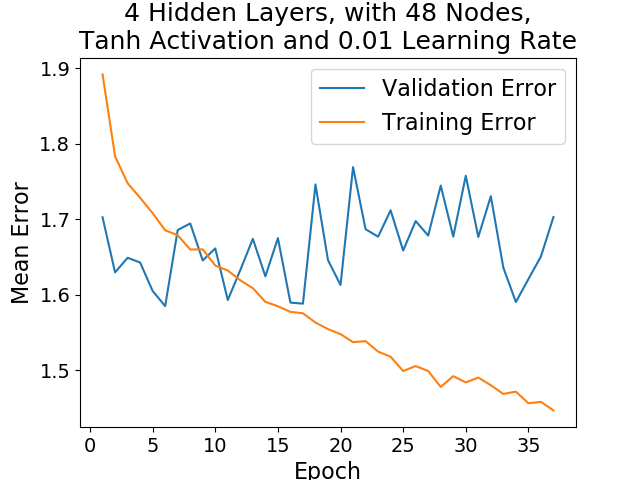 4 Hidden Layers, with 48 Nodes,
Tanh Activation and 0.01 Learning Rate
1.9
1.8
1.7
1.6
1.5
Mean Error
Validation Error
Training Error
0 5 10 15 20 25 30 35
Epoch